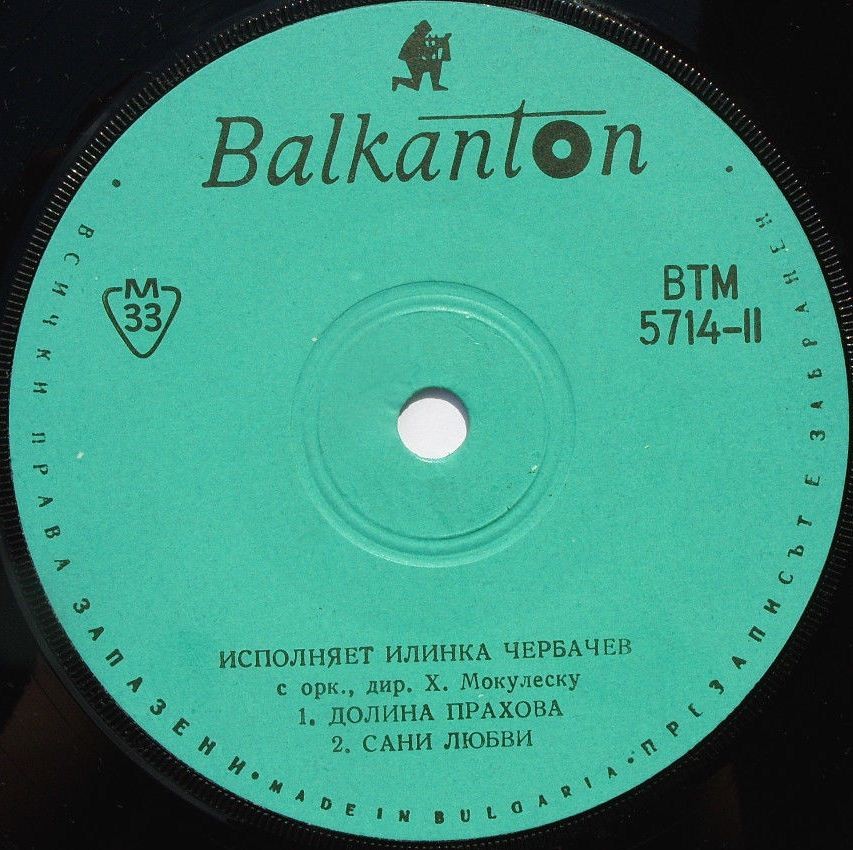 Balkanton
М
33
ВТМ
5714-II
ИСПОЛНЯЕТ ИЛИНКА ЧЕРБАЧЕВ
с орк., дир. Х. Мокулеску
1. ДОЛИНА ПРАХОВА
2. САНИ ЛЮБВИ
ВСИЧКИ ПРАВА ЗАПАЗЕНИ • MADE IN BULGARIA • ПРЕЗАПИСЪТ Е ЗАБРАНЕН